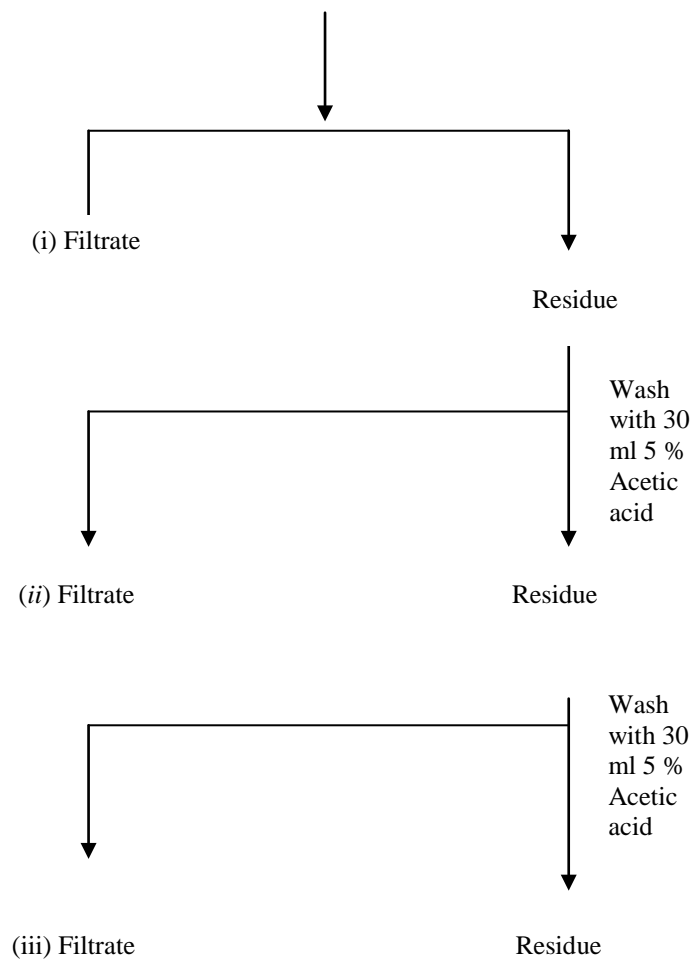 (i) Filtrate
Residue
Wash
with 30
ml 5 %
Acetic
acid
(ii) Filtrate
Residue
Wash
with 30
ml 5 %
Acetic
acid
(iii) Filtrate
Residue